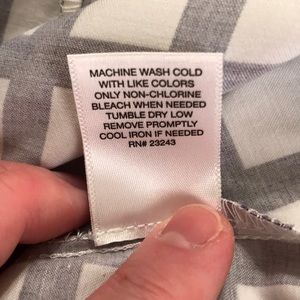 MACHINE WASH COLD
WITH LIKE COLORS
ONLY NON-CHLORINE
BLEACH WHEN NEEDED
TUMBLE DRY LOW
REMOVE PROMPTLY
COOL IRON IF NEEDED
RN# 23243